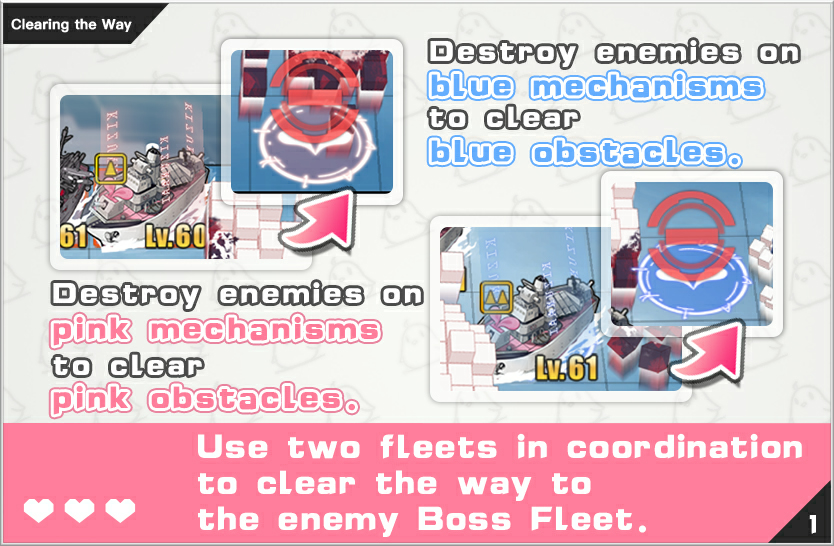 Clearing the Way
Destroy enemies on
blue mechanisms
to clear
blue obstacles.
61
Lv.60
Destroy enemies on
pink mechanisms
to clear
pink obstacles.
Lv.61
Use two fleets in coordination
to clear the way to
the enemy Boss Fleet.
1